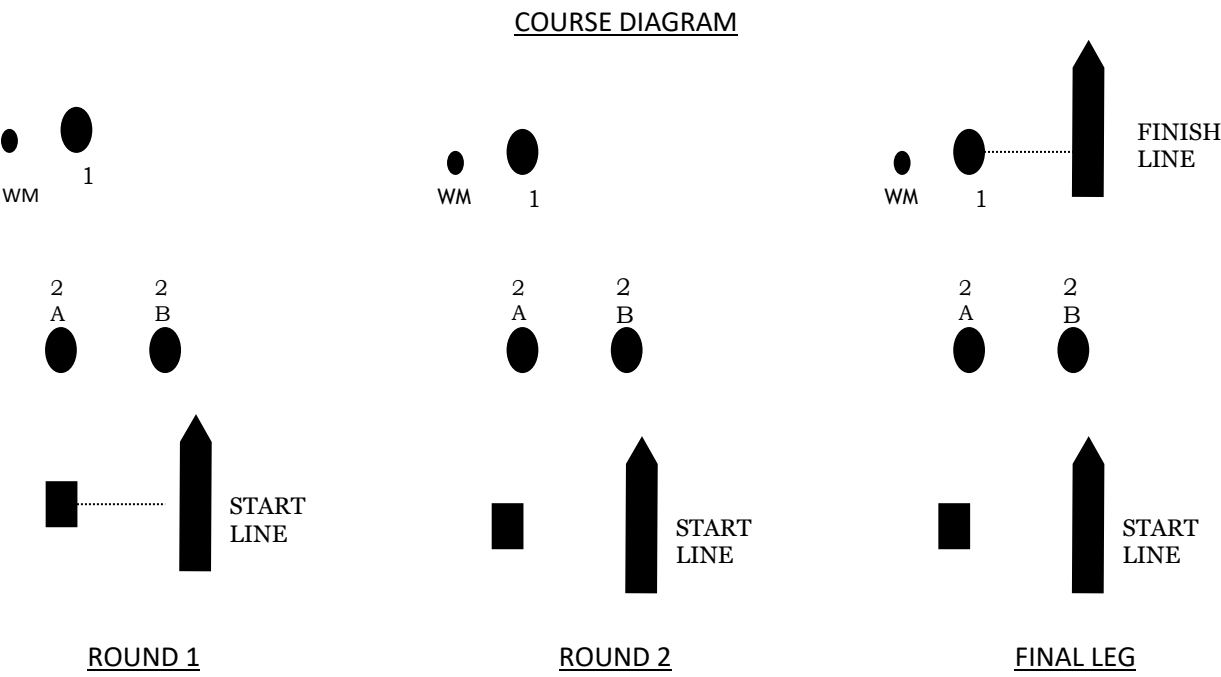 COURSE DIAGRAM
FINISH
LINE
1
WM
WM
1
WM
1
2
A
2
B
2
A
2
B
2
A
2
B
START
LINE
START
LINE
START
LINE
ROUND 1
ROUND 2
FINAL LEG